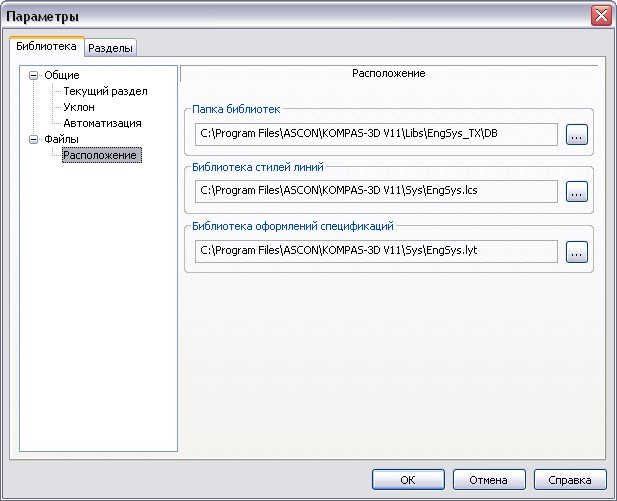 Параметры
Библиотека
Разделы
Общие
Текущий раздел
Уклон
Автоматизация
Файлы
Расположение
Расположение
Папка библиотек
C:\Program Files\ASCON\KOMPAS-3D V11\Libs\EngSys_TX\DB
...
Библиотека стилей линий
C:\Program Files\ASCON\KOMPAS-3D V11\Sys\EngSys.lcs
...
Библиотека оформлений спецификаций
C:\Program Files\ASCON\KOMPAS-3D V11\Sys\EngSys.lyt
...
OK
Отмена
Справка